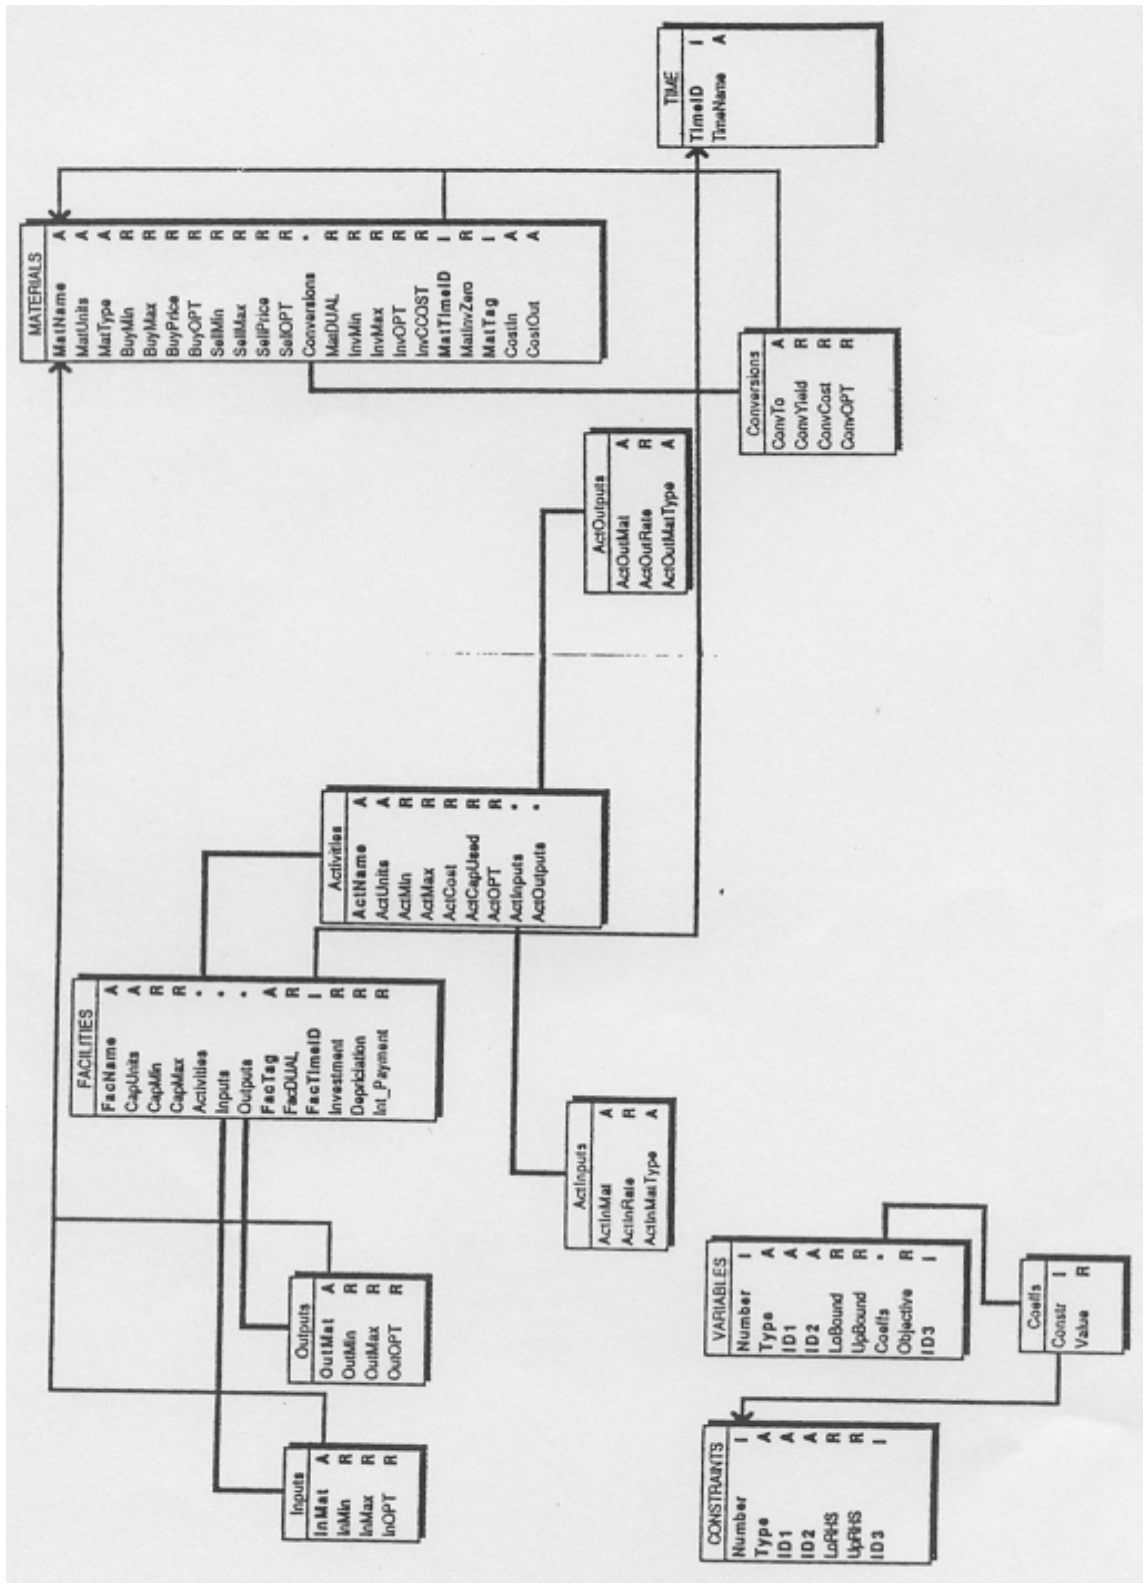 MATERIALS
MatName A
MatUnits A
MatType A
BuyMin R
BuyMax R
BuyPrice R
BuyOPT R
SellMin R
SellMax R
SellPrice R
SellOPT R
Conversions *
MatDUAL R
InvMin R
InvMax R
InvOPT R
InvCCOST R
MatTimeID I
MatInvZero R
MatTag I
CostIn A
CostOut A
TIME
TimeID I
TimeName A
Conversions
ConvTo A
ConvYield R
ConvCost R
ConvOPT R
ActOutputs
ActOutMat A
ActOutRate R
ActOutMatType A
Activities
ActName A
ActUnits A
ActMin R
ActMax R
ActCost R
ActCapUsed R
ActOPT R
ActInputs *
ActOutputs *
FACILITIES
FacName A
CapUnits A
CapMin R
CapMax R
Activities *
Inputs *
Outputs *
FacTag A
FacDUAL R
FacTimeID I
Investment R
Depriciation R
Int_Payment R
ActInputs
ActInMat A
ActInRate R
ActInMatType A
Outputs
OutMat A
OutMin R
OutMax R
OutOPT R
Inputs
InMat A
InMin R
InMax R
InOPT R
VARIABLES
Number I
Type A
ID1 A
ID2 A
LoBound R
UpBound R
Coeffs *
Objective R
ID3 I
Coeffs
Constr I
Value R
CONSTRAINTS
Number I
Type A
ID1 A
ID2 A
LoRHS R
UpRHS R
ID3 I